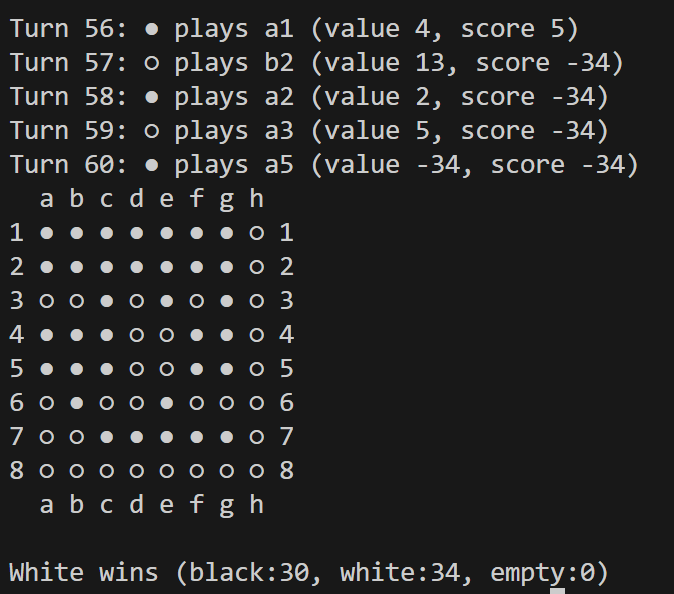 Turn 56: ● plays a1 (value 4, score 5)
Turn 57: ○ plays b2 (value 13, score -34)
Turn 58: ● plays a2 (value 2, score -34)
Turn 59: ○ plays a3 (value 5, score -34)
Turn 60: ● plays a5 (value -34, score -34)
  a b c d e f g h
1 ● ● ● ● ● ● ● ○ 1
2 ● ● ● ● ● ● ● ○ 2
3 ○ ○ ● ○ ● ○ ● ○ 3
4 ● ● ● ○ ○ ● ● ○ 4
5 ● ● ● ○ ○ ● ● ○ 5
6 ○ ● ○ ○ ● ○ ○ ○ 6
7 ○ ○ ● ● ● ● ● ○ 7
8 ○ ○ ○ ○ ○ ○ ○ ○ 8
  a b c d e f g h
White wins (black:30, white:34, empty:0)